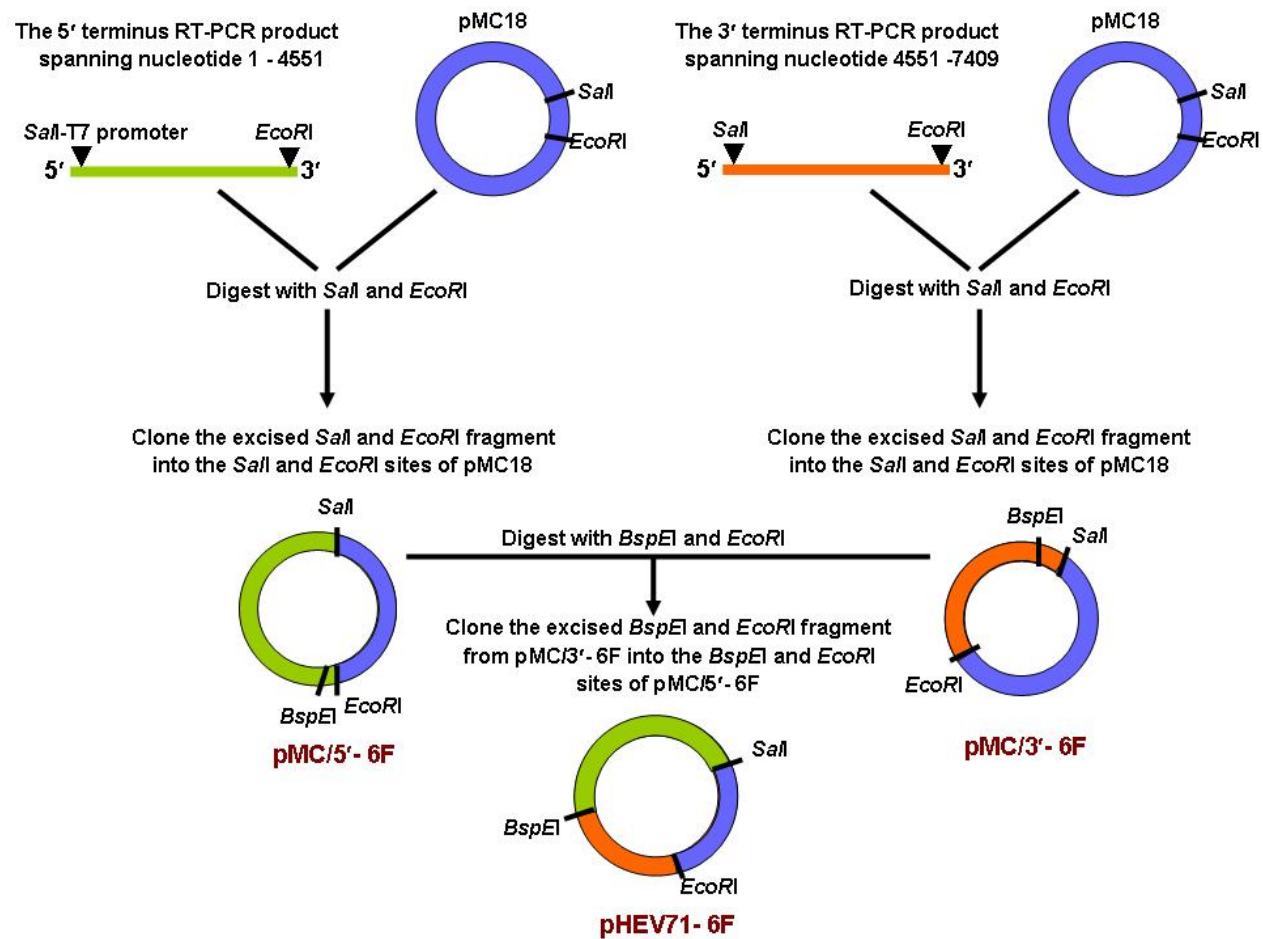 The 5′ terminus RT-PCR product
spanning nucleotide 1 - 4551
pMC18
SalI
EcoRI
SalI-T7 promoter
EcoRI
5′
3′
The 3′ terminus RT-PCR product
spanning nucleotide 4551 -7409
pMC18
SalI
EcoRI
SalI
EcoRI
5′
3′
Digest with SalI and EcoRI
Digest with SalI and EcoRI
Clone the excised SalI and EcoRI fragment
into the SalI and EcoRI sites of pMC18
Clone the excised SalI and EcoRI fragment
into the SalI and EcoRI sites of pMC18
SalI
BspEI
EcoRI
pMC/5′- 6F
Digest with BspEI and EcoRI
Clone the excised BspEI and EcoRI fragment
from pMC/3′- 6F into the BspEI and EcoRI
sites of pMC/5′- 6F
BspEI
SalI
EcoRI
pMC/3′- 6F
SalI
BspEI
EcoRI
pHEV71- 6F